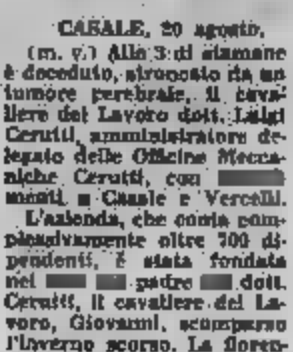 CASALE, 20 agosto.
(m. v.) Alle 3 di stamane
è deceduto, stroncato da un
tumore cerebrale, il cava-
liere del Lavoro dott. Luigi
Cerutti, amministratore de-
legato delle Officine Mecca-
niche Cerutti, con
menti a Casale e Vercelli.
L'azienda, che conta com-
plessivamente oltre 700 di-
pendenti, è stata fondata
nel padre dott.
Cerutti, il cavaliere del La-
voro, Giovanni, scomparso
l'inverno scorso. La floren-